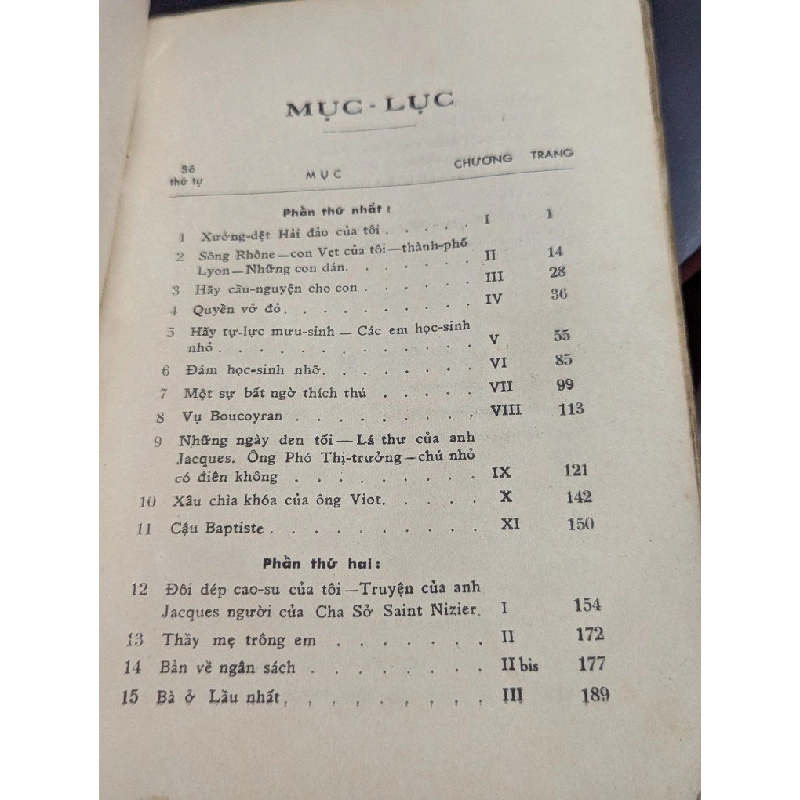 MỤC - LỤC
Số thứ tự MỤC CHƯƠNG TRANG
Phần thứ nhất :
1 Xưởng-dệt Hải đảo của tôi . . . . . I 1
2 Sông Rhône — con Vẹt của tôi — thành-phố
Lyon — Những con dán. . . . . . . II 14
3 Hãy cầu-nguyện cho con . . . . . . III 28
4 Quyển vở đỏ. . . . . . . . . . IV 36
5 Hãy tự-lực mưu-sinh — Các em học-sinh
nhỏ . . . . . . . . . . . . V 55
6 Đám học-sinh nhỡ. . . . . . . . VI 85
7 Một sự bất ngờ thích thú . . . . . VII 99
8 Vụ Boucoyran . . . . . . . . . VIII 113
9 Những ngày đen tối — Lá thư của anh
Jacques. Ông Phó Thị-trưởng — chú nhỏ
có điên không . . . . . . . . . IX 121
10 Xâu chìa khóa của ông Viot. . . . . X 142
11 Cậu Baptiste . . . . . . . . . . XI 150
Phần thứ hai :
12 Đôi dép cao-su của tôi — Truyện của anh
Jacques người của Cha Sở Saint Nizier. I 154
13 Thầy mẹ trông em . . . . . . . II 172
14 Bàn về ngân sách . . . . . . . . II bis 177
15 Bà ở Lầu nhất, , , , , , , , , III 189